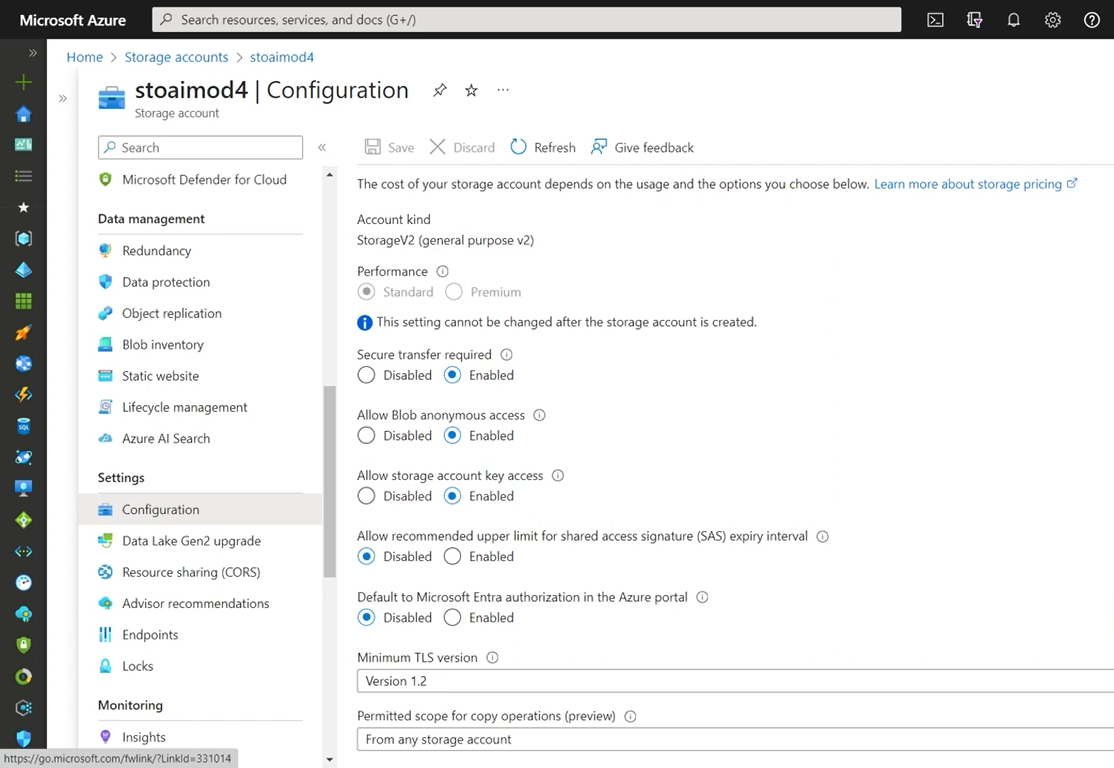 Microsoft Azure
Search resources, services, and docs (G+/)
Home > Storage accounts > stoaimod4
stoaimod4 | Configuration
Storage account
Search
Microsoft Defender for Cloud
Data management
Redundancy
Data protection
Object replication
Blob inventory
Static website
Lifecycle management
Azure AI Search
Settings
Configuration
Data Lake Gen2 upgrade
Resource sharing (CORS)
Advisor recommendations
Endpoints
Locks
Monitoring
Insights
https://go.microsoft.com/fwlink/?LinkId=331014
Save Discard Refresh Give feedback
The cost of your storage account depends on the usage and the options you choose below. Learn more about storage pricing
Account kind
StorageV2 (general purpose v2)
Performance
Standard Premium
This setting cannot be changed after the storage account is created.
Secure transfer required
Disabled Enabled
Allow Blob anonymous access
Disabled Enabled
Allow storage account key access
Disabled Enabled
Allow recommended upper limit for shared access signature (SAS) expiry interval
Disabled Enabled
Default to Microsoft Entra authorization in the Azure portal
Disabled Enabled
Minimum TLS version
Version 1.2
Permitted scope for copy operations (preview)
From any storage account